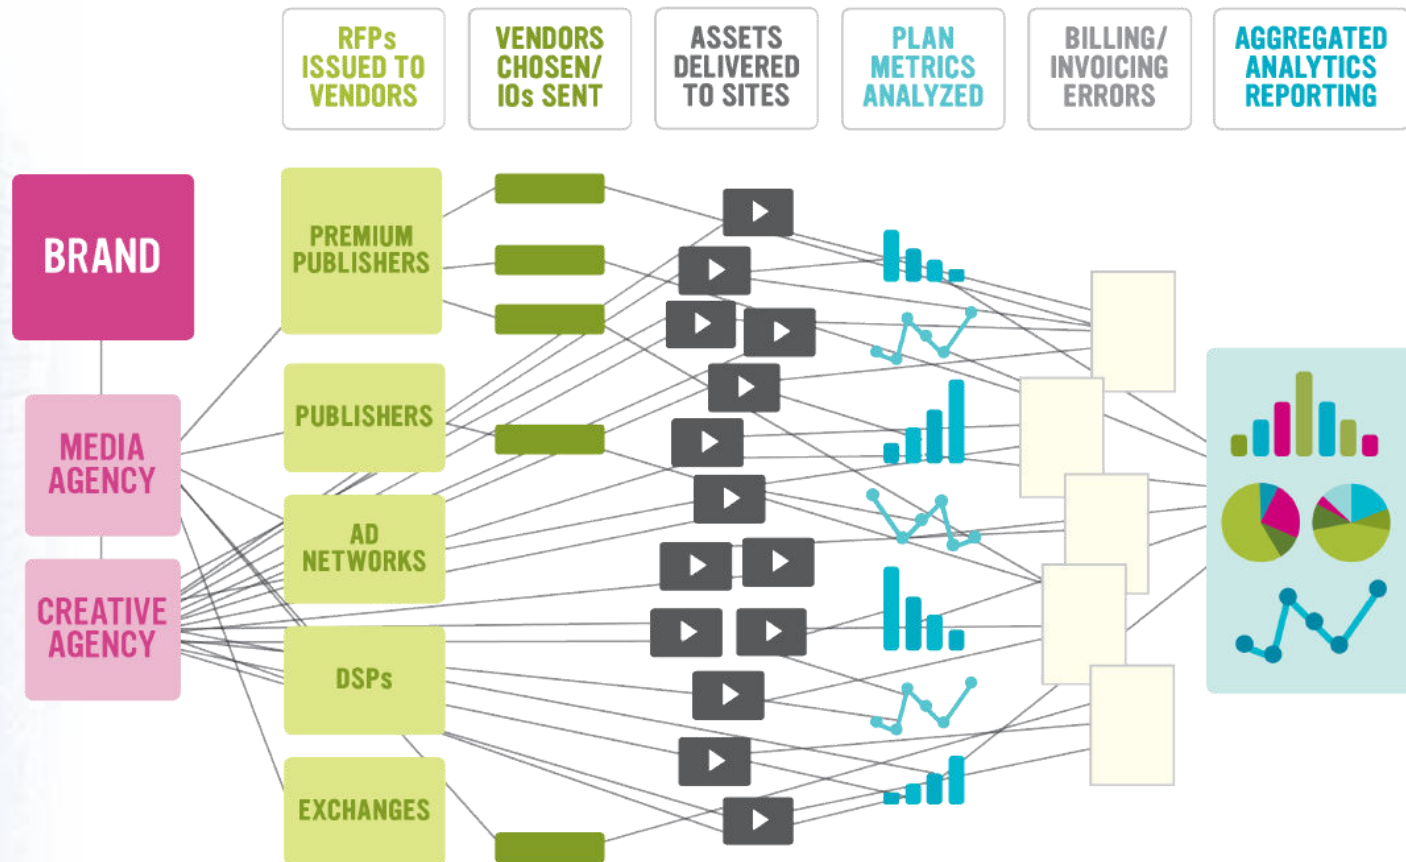 RFPs
ISSUED TO
VENDORS
VENDORS
CHOSEN/
IOs SENT
ASSETS
DELIVERED
TO SITES
PLAN
METRICS
ANALYZED
BILLING/
INVOICING
ERRORS
AGGREGATED
ANALYTICS
REPORTING
BRAND
MEDIA
AGENCY
CREATIVE
AGENCY
PREMIUM
PUBLISHERS
PUBLISHERS
AD
NETWORKS
DSPs
EXCHANGES